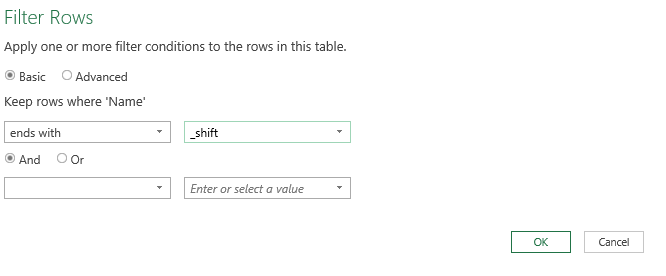 Filter Rows
Apply one or more filter conditions to the rows in this table.
Basic Advanced
Keep rows where 'Name'
ends with _shift
And Or
Enter or select a value
OK Cancel